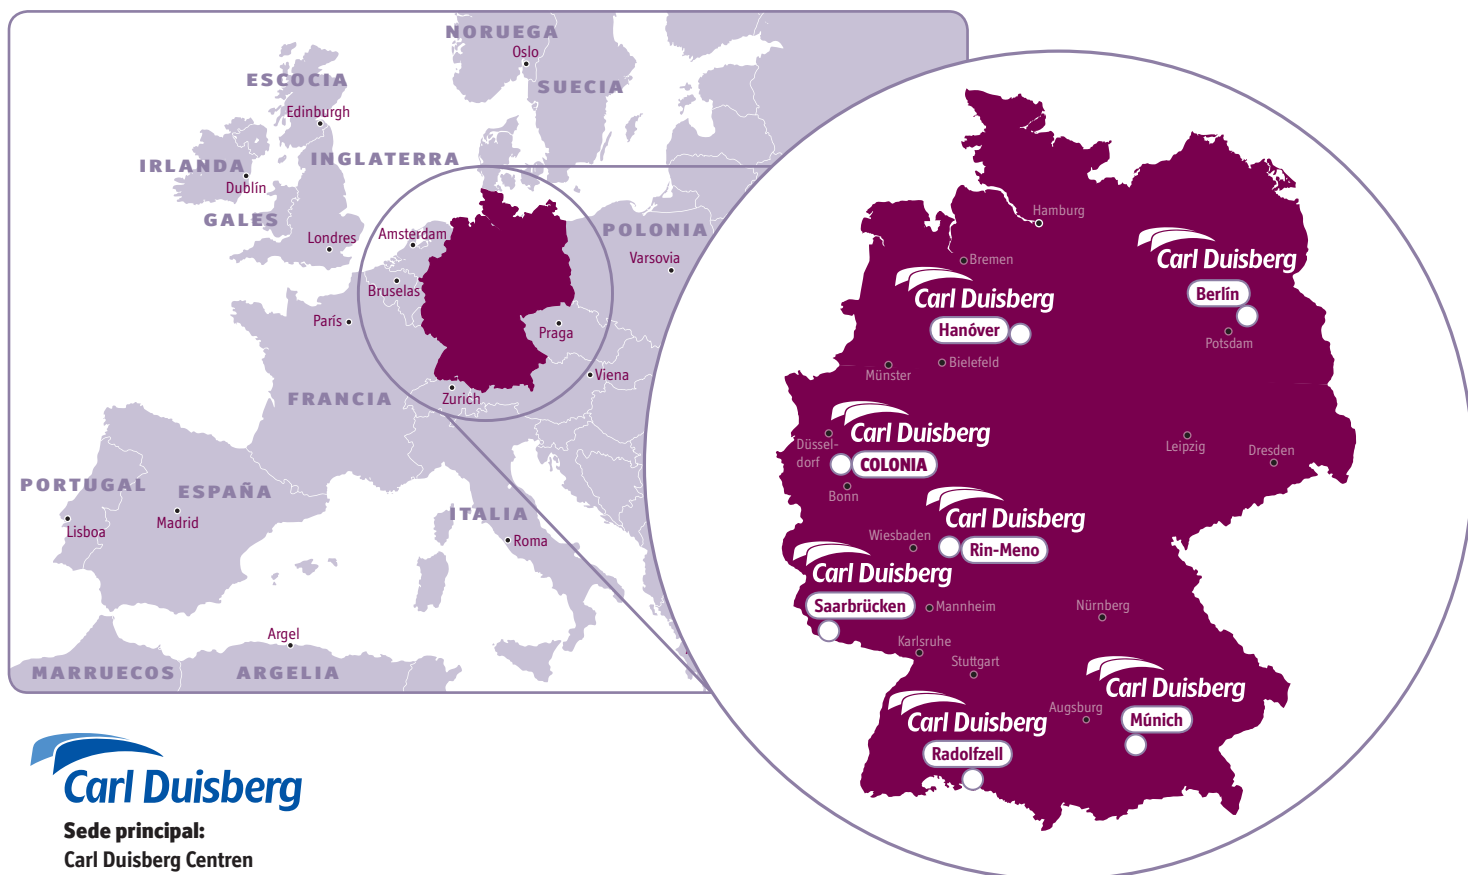 NORUEGA
Oslo
ESCOCIA
SUECIA
Edinburgh
INGLATERRA
IRLANDA
Dublín
GALES
Londres
Amsterdam
POLONIA
Varsovia
Bruselas
París
Praga
Viena
Zurich
FRANCIA
PORTUGAL
ESPAÑA
Lisboa
Madrid
ITALIA
Roma
Argel
MARRUECOS
ARGELIA
Hamburg
Bremen
Carl Duisberg
Berlín
Potsdam
Carl Duisberg
Hanóver
Bielefeld
Münster
Carl Duisberg
Düssel-
dorf
COLONIA
Bonn
Leipzig
Dresden
Carl Duisberg
Wiesbaden
Rin-Meno
Carl Duisberg
Saarbrücken
Mannheim
Nürnberg
Karlsruhe
Stuttgart
Carl Duisberg
Augsburg
Múnich
Carl Duisberg
Radolfzell
Carl Duisberg
Sede principal:
Carl Duisberg Centren